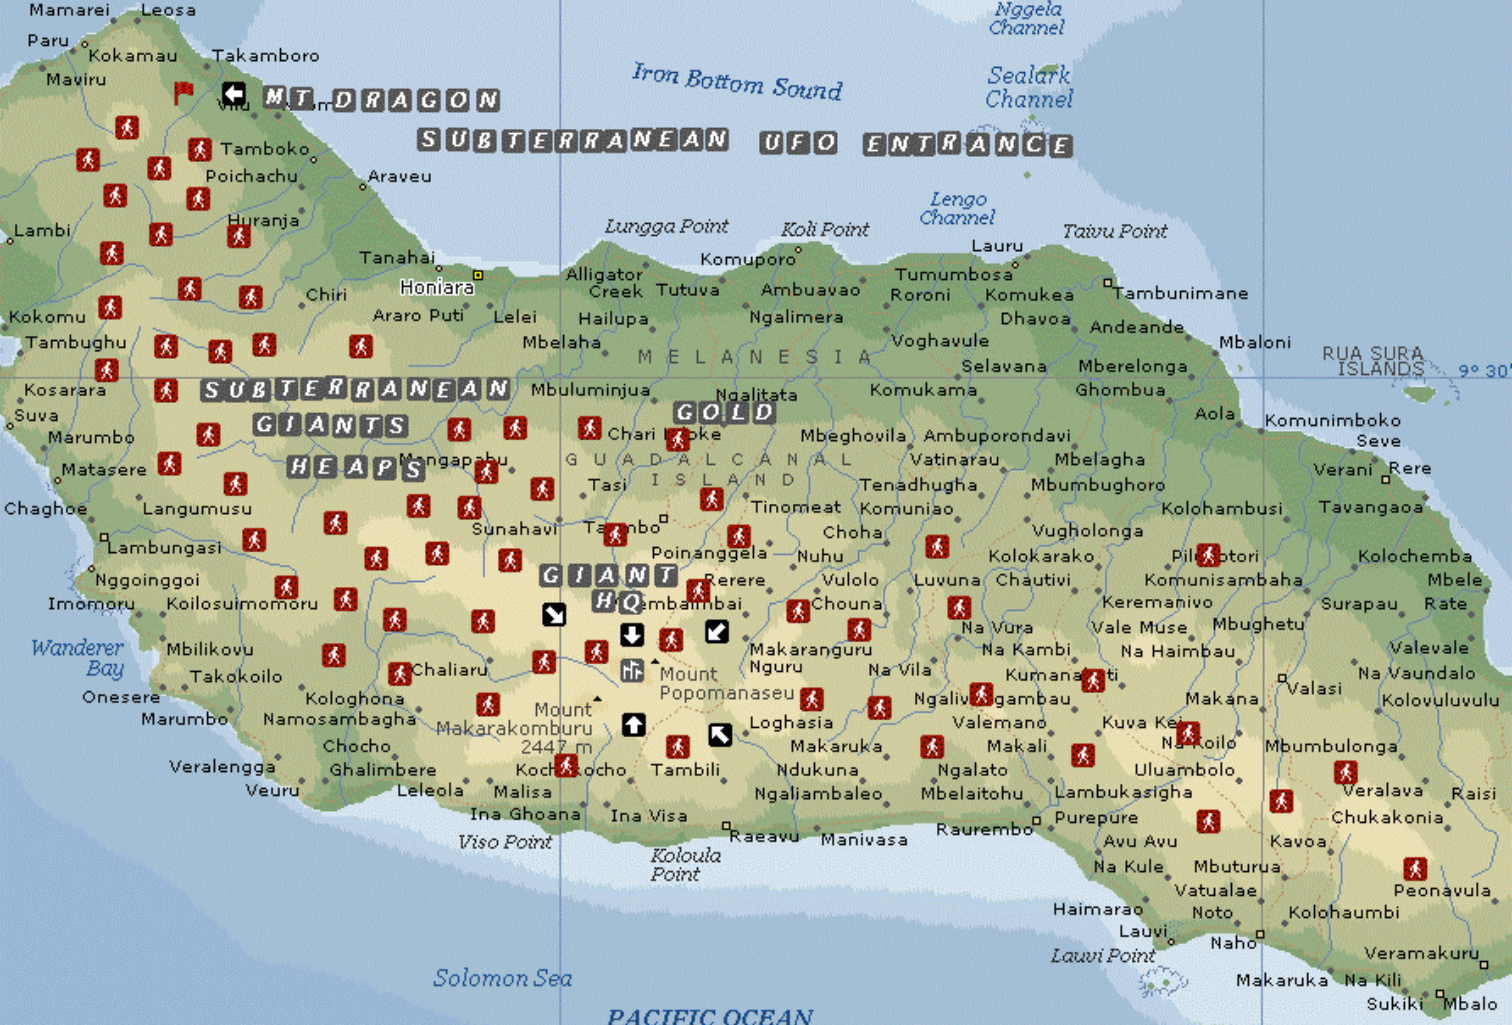 Mamarei
Leosa
Nggela
Channel
Paru
Kokamau
Takamboro
Maviru
Iron Bottom Sound
Sealark
Channel
MT DRAGON
SUBTERRANEAN UFO ENTRANCE
Tamboko
Poichachu
Araveu
Lambi
Huranja
Lengo
Channel
Lungga Point
Koli Point
Taivu Point
Lauru
Tanahai
Komuporo
Honiara
Alligator
Creek
Tutuva
Ambuavao
Tumumbosa
Roroni
Komukea
Tambunimane
Chiri
Kokomu
Araro Puti
Lelei
Hailupa
Ngalimera
Dhavoa
Andeande
Tambughu
Mbelaha
MELANESIA
Voghavule
Mbaloni
RUA SURA
ISLANDS
Selavana
Mberelonga
9° 30'
Kosarara
SUBTERRANEAN
Mbuluminjua
Ngalitata
Komukama
Ghombua
Suva
GIANTS
GOLD
Aola
Komunimboko
Marumbo
Chari
Mbeghovila
Ambuporondavi
Seve
Matasere
HEAPS
Mongapabu
GUADALCANAL
ISLAND
Vatinarau
Mbelagha
Verani
Rere
Tasi
Tenadhugha
Mbumbughoro
Chaghoe
Langumusu
Sunahavi
Tinomeat
Komuniao
Kolohambusi
Tavangaoa
Lambungasi
Poinanggela
Choha
Vugholonga
Nuhu
Kolokarako
Kolochemba
Nggoinggoi
GIANT
Rerere
Vulolo
Luvuna
Chautivi
Komunisambaha
Mbele
Imomoru
Koilosuimomoru
HQ
Chouna
Keremanivo
Surapau
Rate
Na Vura
Vale Muse
Mbughetu
Wanderer
Bay
Mbilikovu
Makaranguru
Na Kambi
Na Haimbau
Valevale
Takokoilo
Chaliaru
Mount
Popomanaseu
Nguru
Na Vila
Na Vaundalo
Onesere
Kologhona
Valasi
Makana
Kolovuluvulu
Marumbo
Namosambagha
Mount
Makarakomburu
2447 m
Loghasia
Valemano
Kuva Kei
Chocho
Makaruka
Makali
Na Koilo
Mbumbulonga
Veralengga
Ghalimbere
Tambili
Ndukuna
Ngalato
Uluambolo
Veuru
Leleola
Malisa
Ngaliambaleo
Mbelaitohu
Lambukasigha
Veralava
Raisi
Ina Ghoana
Ina Visa
Purepure
Chukakonia
Viso Point
Raeavu
Manivasa
Raurembo
Avu Avu
Kavoa
Koloula
Point
Na Kule
Mbuturua
Vatualae
Peonavula
Haimarao
Noto
Kolohaumbi
Lauvi
Naho
Lauvi Point
Veramakuru
Solomon Sea
Makaruka
Na Kili
Sukiki
Mbalo
PACIFIC OCEAN